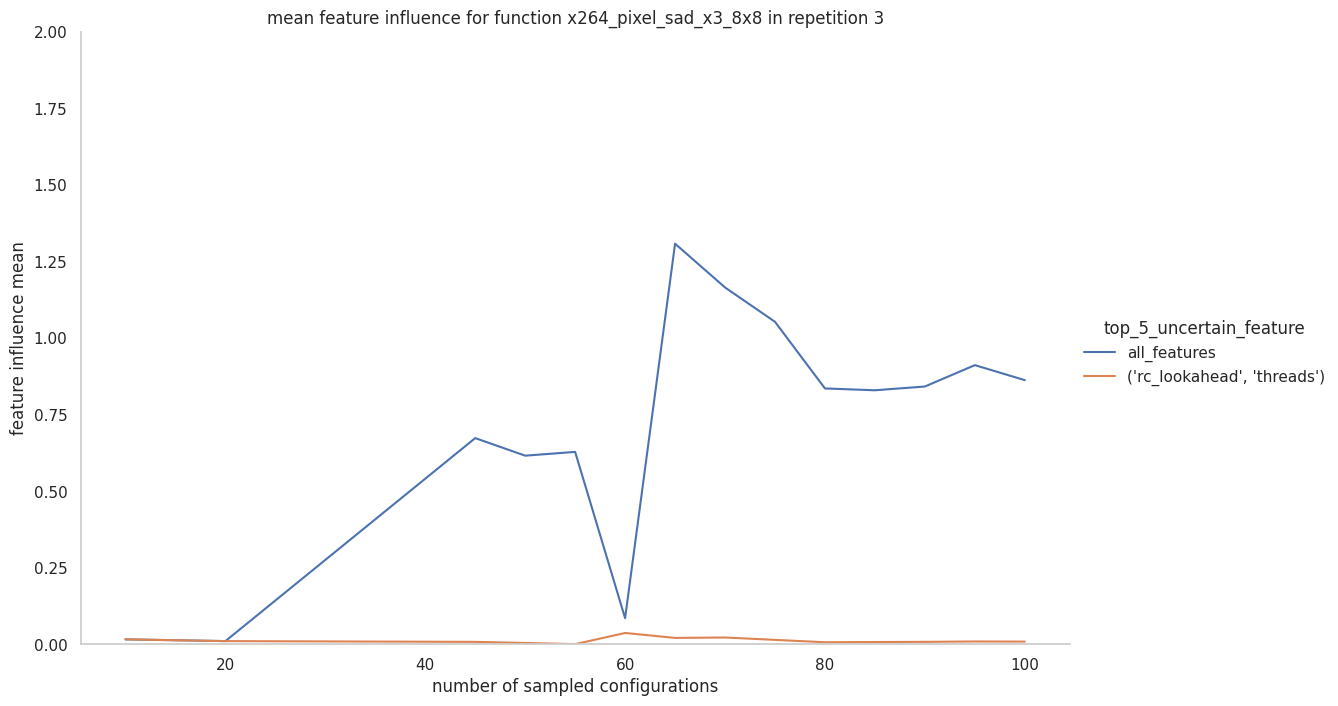 mean feature influence for function x264_pixel_sad_x3_8x8 in repetition 3
2.00
1.75
1.50
1.25
1.00
0.75
0.50
0.25
0.00
feature influence mean
20
40
60
80
100
number of sampled configurations
top_5_uncertain_feature
all_features
('rc_lookahead', 'threads')